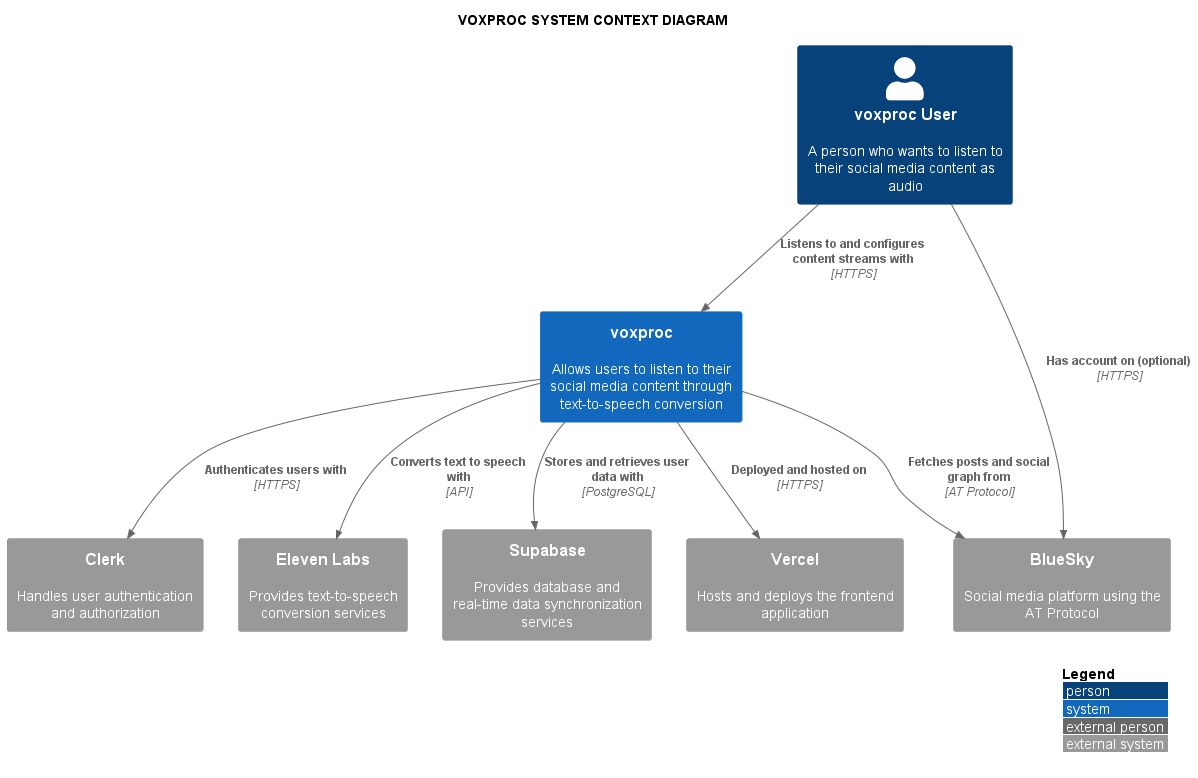 VOXPROC SYSTEM CONTEXT DIAGRAM
voxproc User
A person who wants to listen to
their social media content as
audio
Listens to and configures
content streams with
[HTTPS]
voxproc
Allows users to listen to their
social media content through
text-to-speech conversion
Has account on (optional)
[HTTPS]
Authenticates users with
[HTTPS]
Converts text to speech
with
[API]
Stores and retrieves user
data with
[PostgreSQL]
Deployed and hosted on
[HTTPS]
Fetches posts and social
graph from
[AT Protocol]
Clerk
Handles user authentication
and authorization
Eleven Labs
Provides text-to-speech
conversion services
Supabase
Provides database and
real-time data synchronization
services
Vercel
Hosts and deploys the frontend
application
BlueSky
Social media platform using the
AT Protocol
Legend
person
system
external person
external system